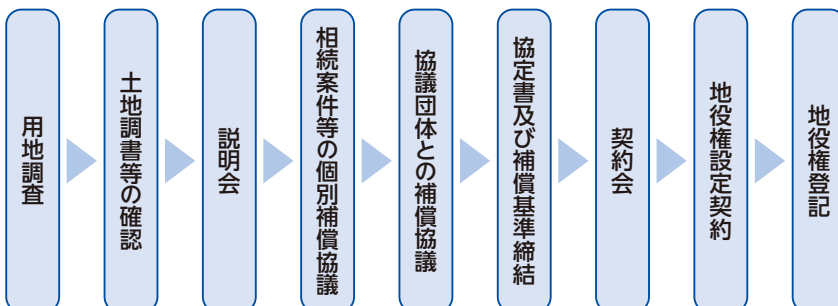 用地調査
土地調書等の確認
説明会
相続案件等の個別補償協議
協議団体との補償協議
協定書及び補償基準締結
契約会
地役権設定契約
地役権登記